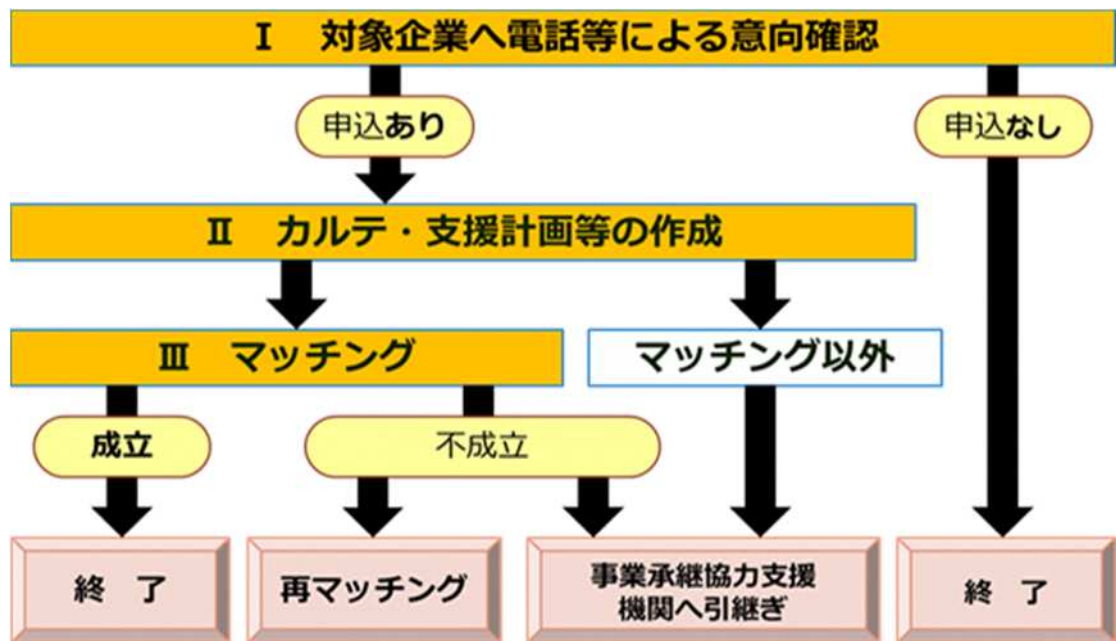 Ⅰ 対象企業へ電話等による意向確認
申込あり
申込なし
Ⅱ カルテ・支援計画等の作成
Ⅲ マッチング
マッチング以外
成立
不成立
終 了
再マッチング
事業承継協力支援
機関へ引継ぎ
終 了